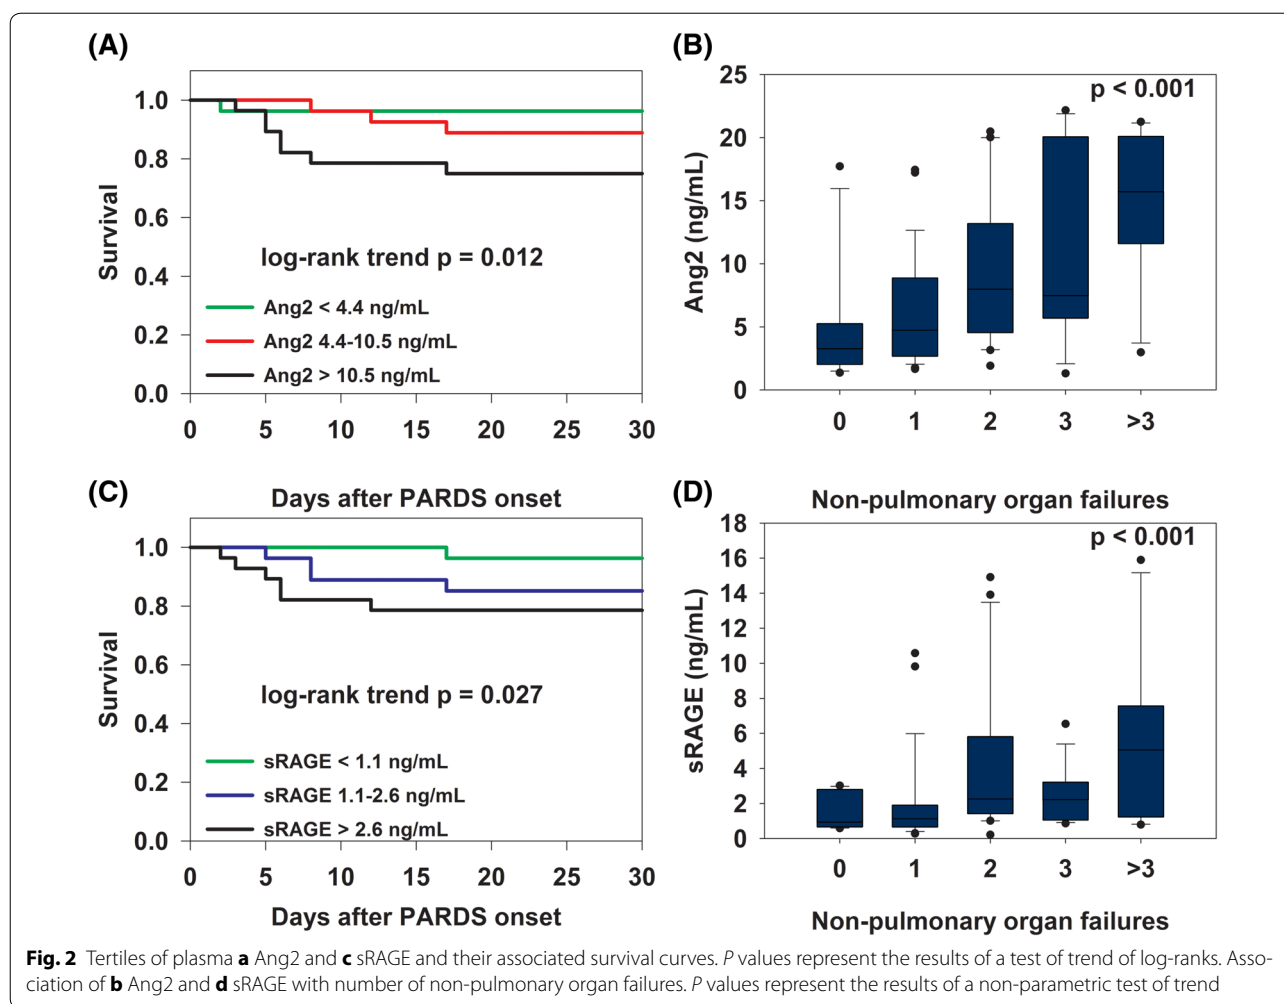 (A)
1.0
0.8
0.6
0.4
0.2
0.0
Survival
log-rank trend p = 0.012
Ang2 < 4.4 ng/mL
Ang2 4.4-10.5 ng/mL
Ang2 > 10.5 ng/mL
0 5 10 15 20 25 30
Days after PARDS onset
(B)
25
20
15
10
5
0
Ang2 (ng/mL)
p < 0.001
0 1 2 3 >3
Non-pulmonary organ failures
(C)
1.0
0.8
0.6
0.4
0.2
0.0
Survival
log-rank trend p = 0.027
sRAGE < 1.1 ng/mL
sRAGE 1.1-2.6 ng/mL
sRAGE > 2.6 ng/mL
0 5 10 15 20 25 30
Days after PARDS onset
(D)
18
16
14
12
10
8
6
4
2
0
sRAGE (ng/mL)
p < 0.001
0 1 2 3 >3
Non-pulmonary organ failures
Fig. 2 Tertiles of plasma a Ang2 and c sRAGE and their associated survival curves. P values represent the results of a test of trend of log-ranks. Asso-
ciation of b Ang2 and d sRAGE with number of non-pulmonary organ failures. P values represent the results of a non-parametric test of trend